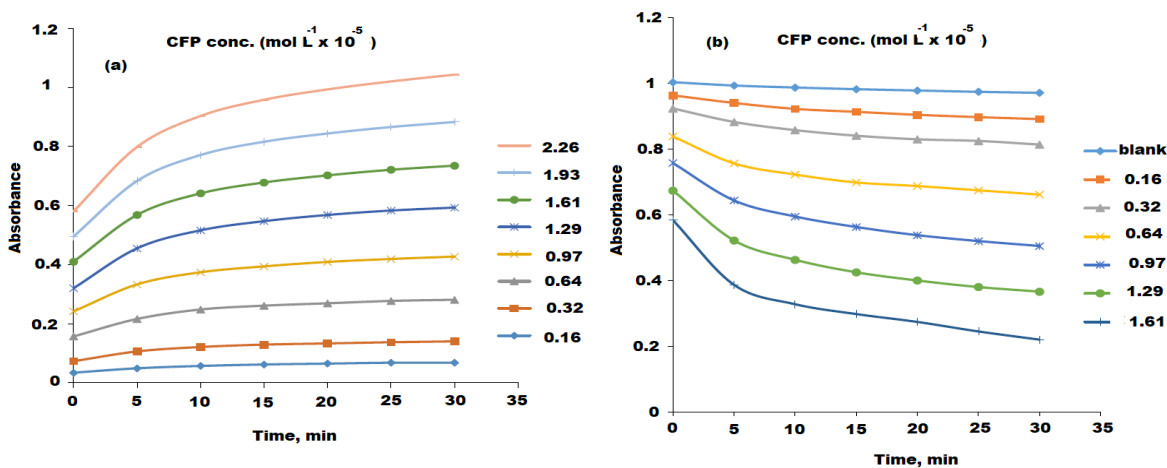 CFP conc. (mol L⁻¹ x 10⁻⁵)
(a)
Absorbance
1.2
1
0.8
0.6
0.4
0.2
0
0 5 10 15 20 25 30 35
Time, min
2.26
1.93
1.61
1.29
0.97
0.64
0.32
0.16
CFP conc. (mol L⁻¹ x 10⁻⁵)
(b)
Absorbance
1.2
1
0.8
0.6
0.4
0.2
0
0 5 10 15 20 25 30 35
Time, min
blank
0.16
0.32
0.64
0.97
1.29
1.61